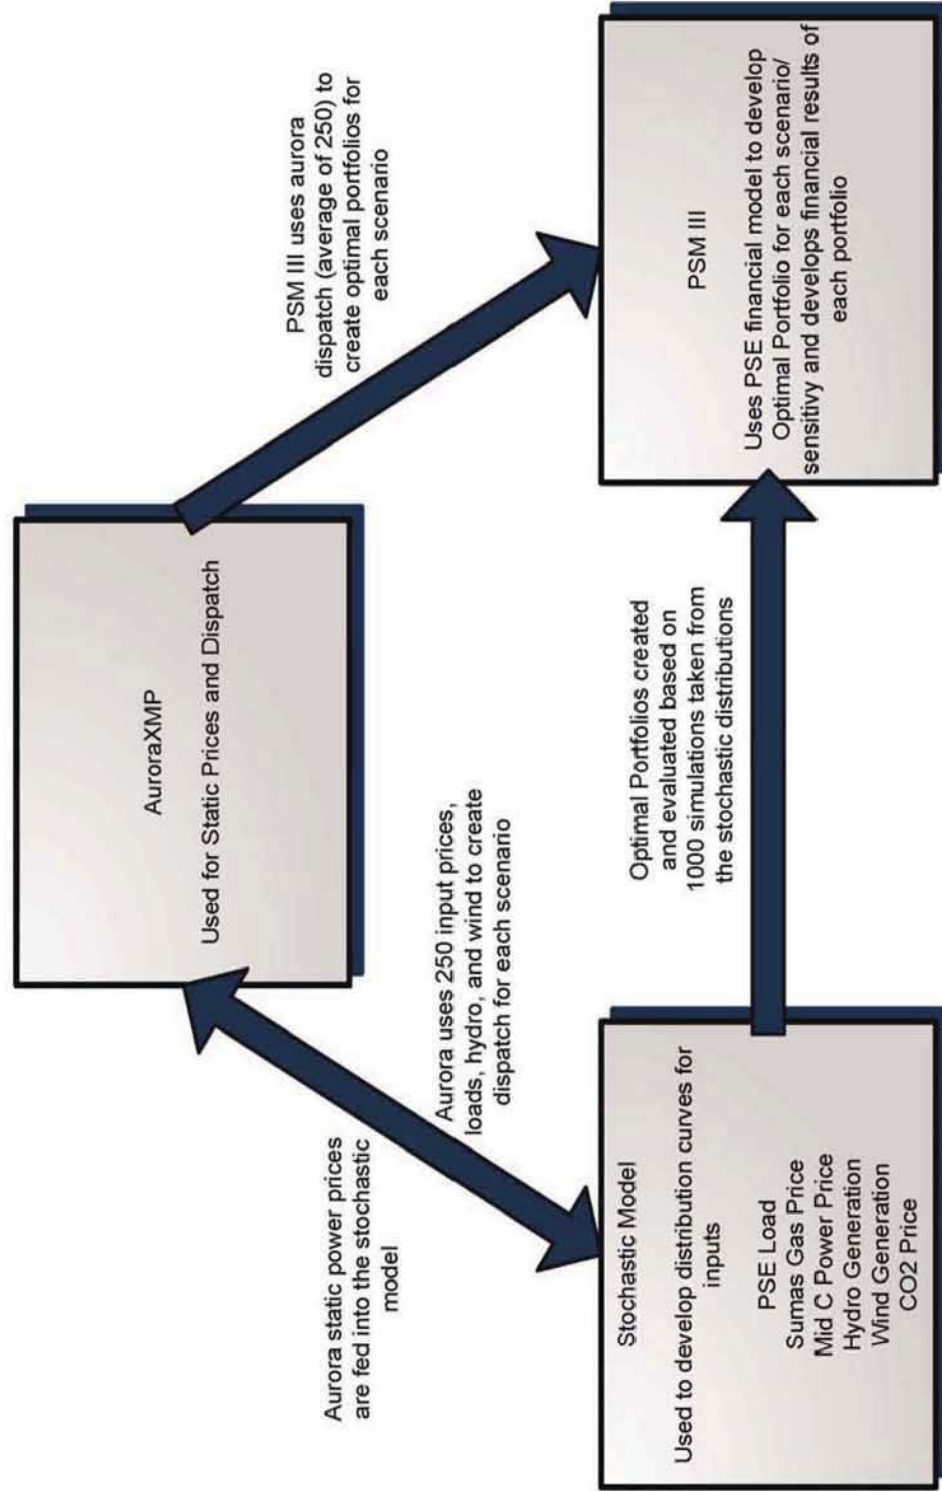 AuroraXMP
Used for Static Prices and Dispatch
Aurora static power prices
are fed into the stochastic
model
Aurora uses 250 input prices,
loads, hydro, and wind to create
dispatch for each scenario
PSM III uses aurora
dispatch (average of 250) to
create optimal portfolios for
each scenario
Stochastic Model
Used to develop distribution curves for
inputs
PSE Load
Sumas Gas Price
Mid C Power Price
Hydro Generation
Wind Generation
CO2 Price
Optimal Portfolios created
and evaluated based on
1000 simulations taken from
the stochastic distributions
PSM III
Uses PSE financial model to develop
Optimal Portfolio for each scenario/
sensitivy and develops financial results of
each portfolio